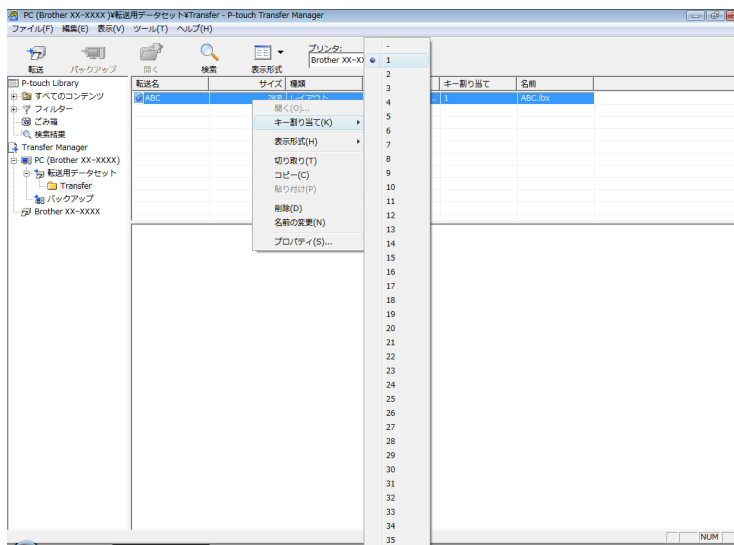 PC (Brother XX-XXXX )¥転送用データセット¥Transfer - P-touch Transfer Manager
ファイル(F) 編集(E) 表示(V) ツール(T) ヘルプ(H)
転送 バックアップ 開く 検索 表示形式
プリンタ:
Brother XX-XX
P-touch Library
すべてのコンテンツ
フィルター
ごみ箱
検索結果
Transfer Manager
PC (Brother XX-XXXX)
転送用データセット
Transfer
バックアップ
Brother XX-XXXX
転送名 サイズ 種類 キー割り当て 名前
ABC 2KB レイアウト .. 1 ABC.lbx
開く(O)...
キー割り当て(K)
表示形式(H)
切り取り(T)
コピー(C)
貼り付け(P)
削除(D)
名前の変更(N)
プロパティ(S)...
-
1
2
3
4
5
6
7
8
9
10
11
12
13
14
15
16
17
18
19
20
21
22
23
24
25
26
27
28
29
30
31
32
33
34
35
NUM